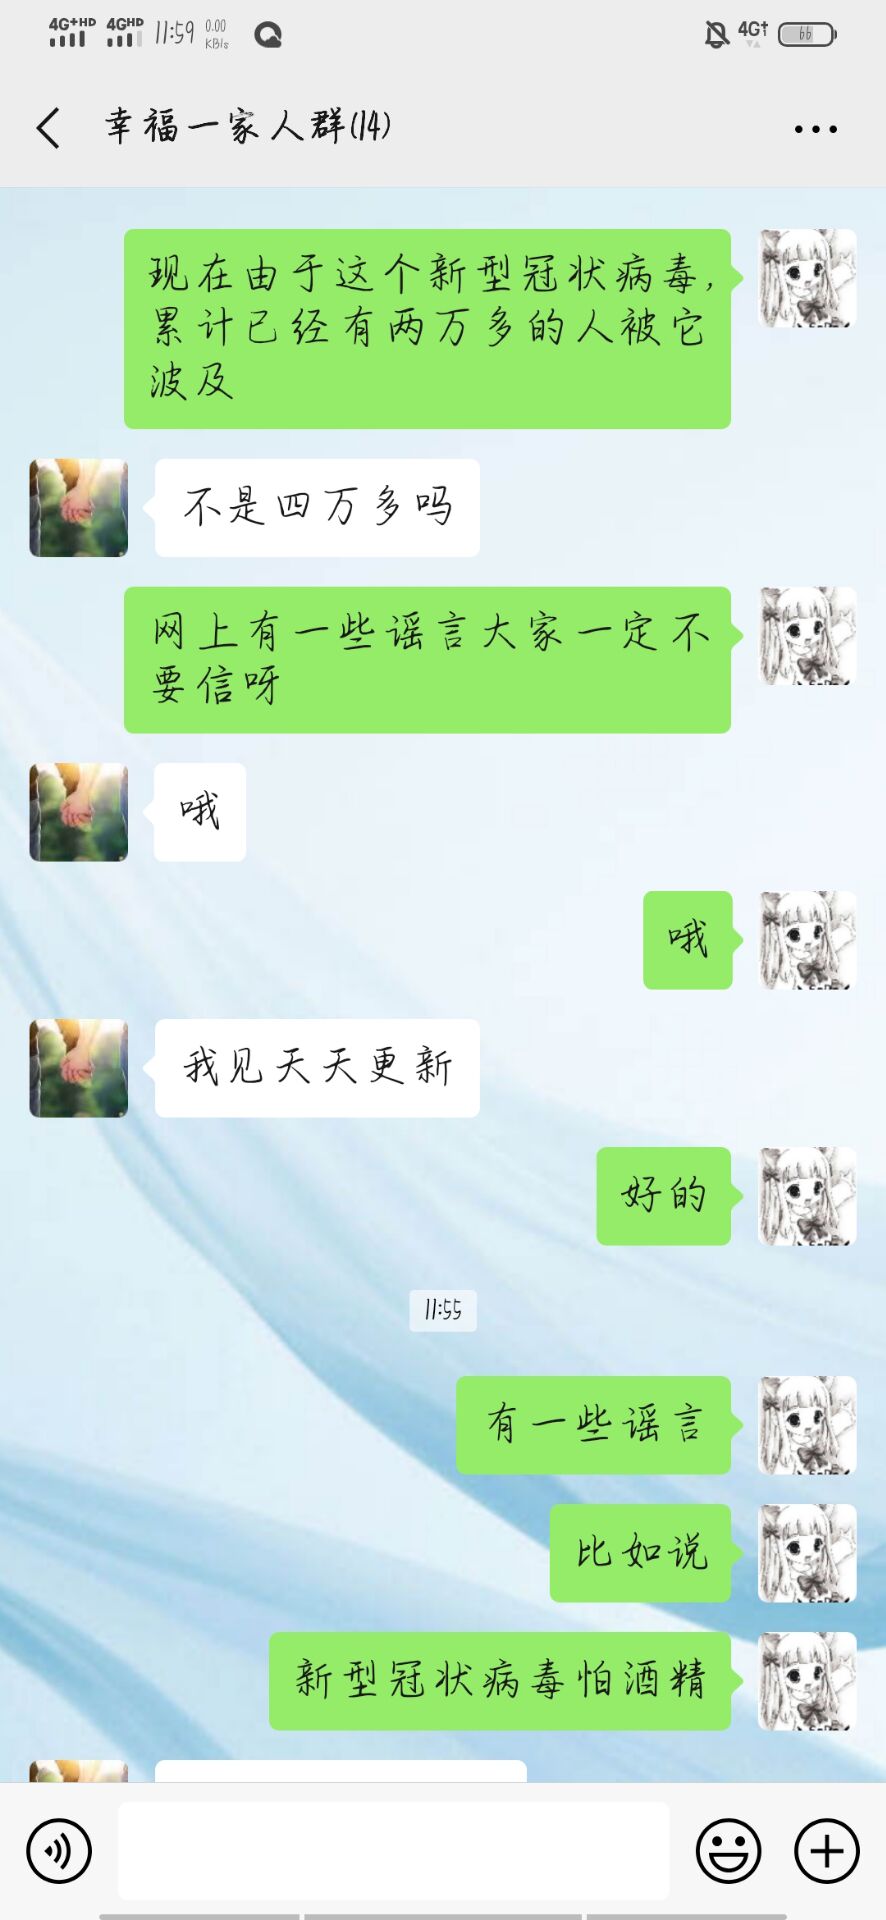 4G+HD 4GHD 11:59 0.00 KB/s 4G↑ 66
幸福一家人群(14)
现在由于这个新型冠状病毒,
累计已经有两万多的人被它
波及
不是四万多吗
网上有一些谣言大家一定不
要信呀
哦
哦
我见天天更新
好的
11:55
有一些谣言
比如说
新型冠状病毒怕酒精